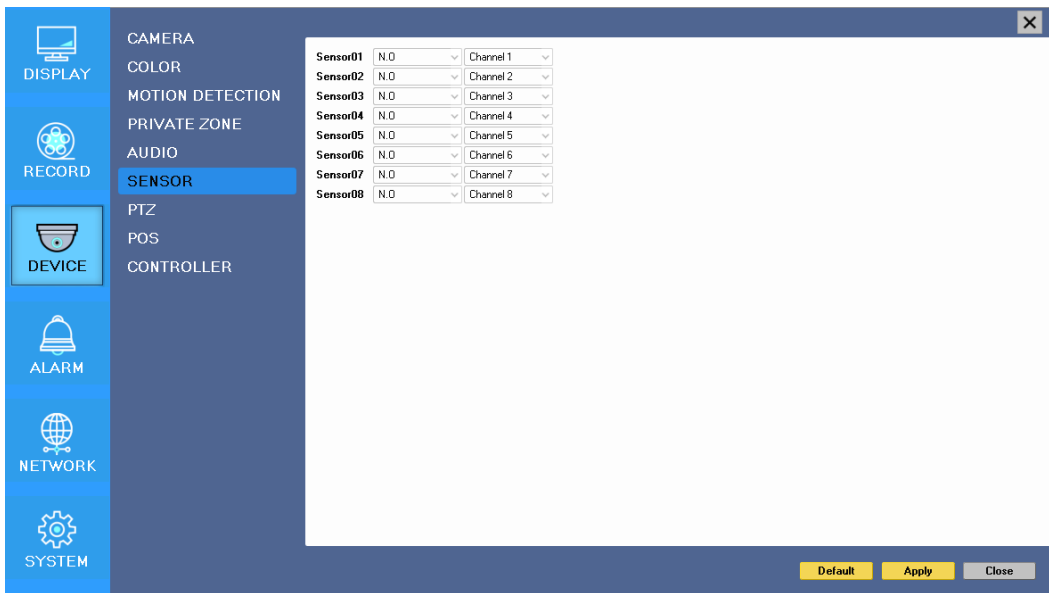 DISPLAY
RECORD
DEVICE
ALARM
NETWORK
SYSTEM
CAMERA
COLOR
MOTION DETECTION
PRIVATE ZONE
AUDIO
SENSOR
PTZ
POS
CONTROLLER
Sensor01 N.O Channel 1
Sensor02 N.O Channel 2
Sensor03 N.O Channel 3
Sensor04 N.O Channel 4
Sensor05 N.O Channel 5
Sensor06 N.O Channel 6
Sensor07 N.O Channel 7
Sensor08 N.O Channel 8
Default Apply Close